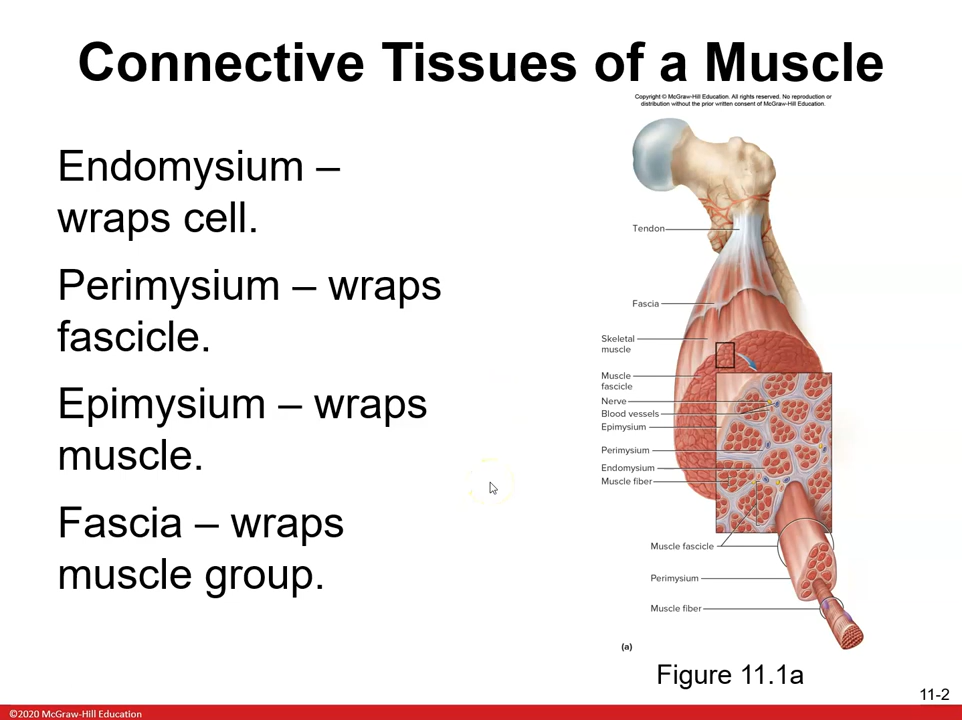 Connective Tissues of a Muscle
Copyright © McGraw-Hill Education. All rights reserved. No reproduction or
distribution without the prior written consent of McGraw-Hill Education.
Endomysium –
wraps cell.
Perimysium – wraps
fascicle.
Epimysium – wraps
muscle.
Fascia – wraps
muscle group.
Tendon
Fascia
Skeletal
muscle
Muscle
fascicle
Nerve
Blood vessels
Epimysium
Perimysium
Endomysium
Muscle fiber
Muscle fascicle
Perimysium
Muscle fiber
(a)
Figure 11.1a
11-2
©2020 McGraw-Hill Education